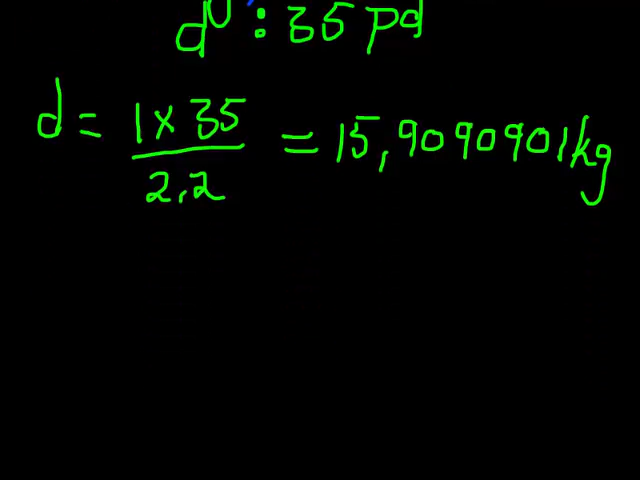 d : 35 pd
d = 1 x 35 / 2.2 = 15,9090901 kg